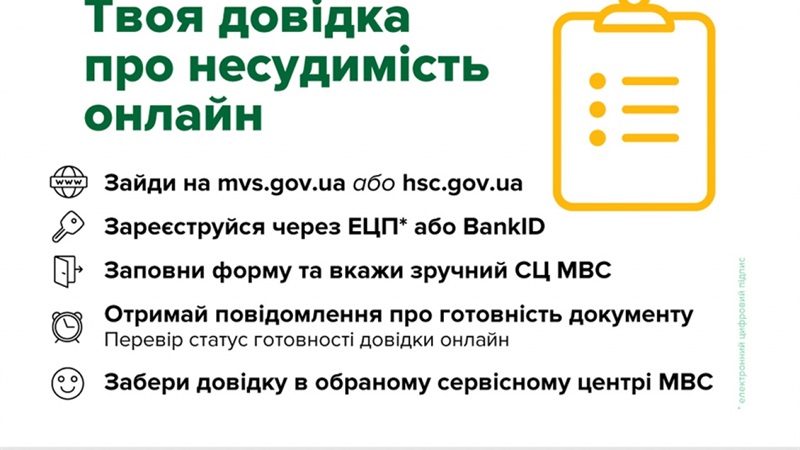 Твоя довідка
про несудимість
онлайн
www
Зайди на mvs.gov.ua або hsc.gov.ua
Зареєструйся через ЕЦП* або BankID
Заповни форму та вкажи зручний СЦ МВС
Отримай повідомлення про готовність документу
Перевір статус готовності довідки онлайн
Забери довідку в обраному сервісному центрі МВС
* електронний цифровий підпис